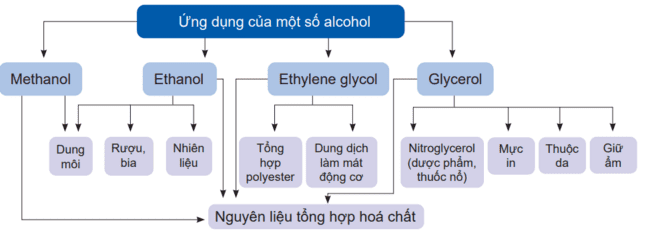 Ứng dụng của một số alcohol
Methanol
Ethanol
Ethylene glycol
Glycerol
Dung
môi
Rượu,
bia
Nhiên
liệu
Tổng
hợp
polyester
Dung dịch
làm mát
động cơ
Nitroglycerol
(dược phẩm,
thuốc nổ)
Mực
in
Thuộc
da
Giữ
ẩm
Nguyên liệu tổng hợp hoá chất